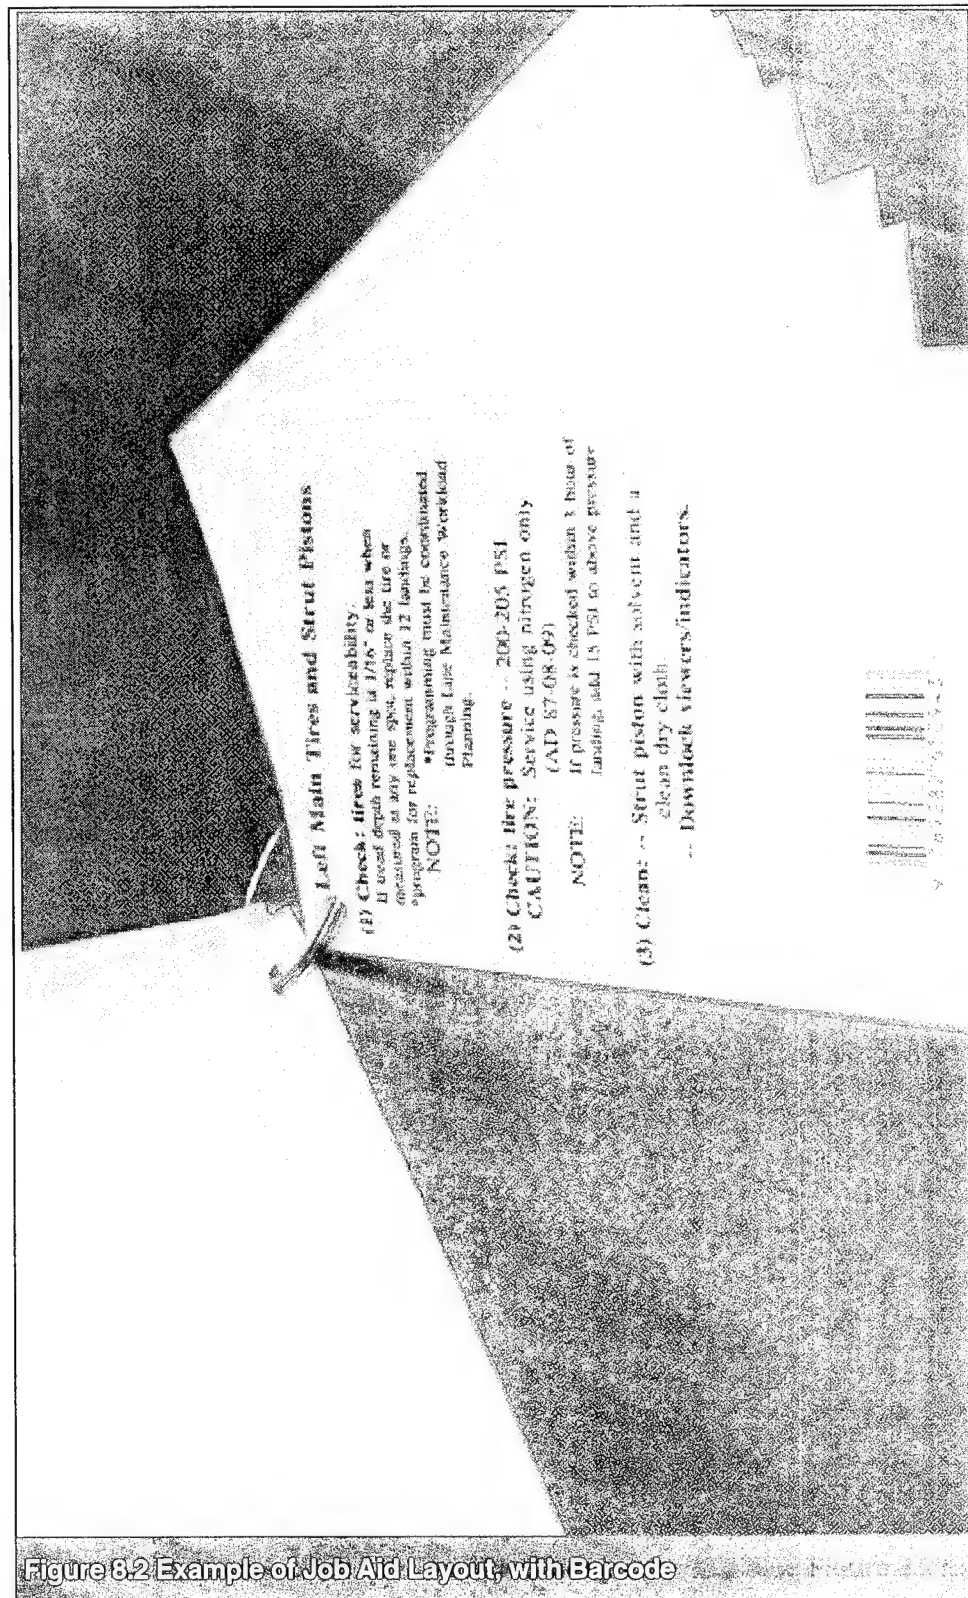 Left Main Tires and Strut Pistons
(1) Check: tires for serviceability.
If tread depth remaining is 1/16" or less when
measured at any one spot, replace the tire or
*program for replacement within 12 landings.
NOTE: *Programming must be coordinated
through Line Maintenance Workload
Planning.
(2) Check: tire pressure -- 200-205 PSI
CAUTION: Service using nitrogen only
(AD 87-08-09)
NOTE: If pressure is checked within hour of
landing, add 15 PSI to above pressure
(3) Clean: -- Strut piston with solvent and a
clean dry cloth
-- Downlock viewers/indicators.
Figure 8.2 Example of Job Aid Layout, with Barcode